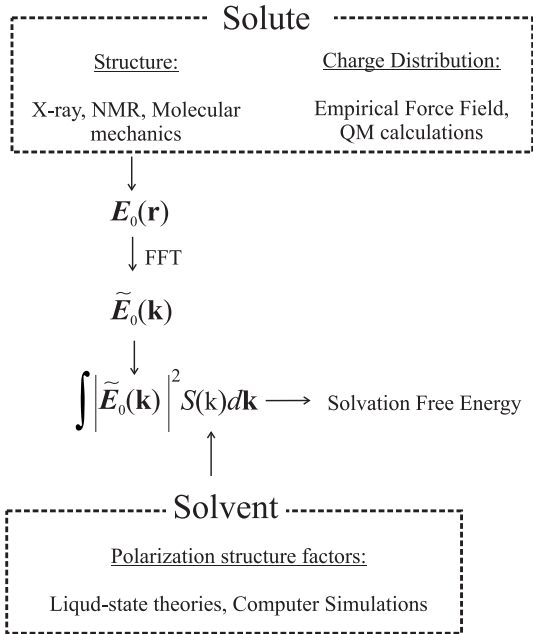 Solute
Structure:
X-ray, NMR, Molecular
mechanics
Charge Distribution:
Empirical Force Field,
QM calculations
E₀(r)
FFT
Ẽ₀(k)
∫|Ẽ₀(k)|² S(k)dk
Solvation Free Energy
Solvent
Polarization structure factors:
Liqud-state theories, Computer Simulations